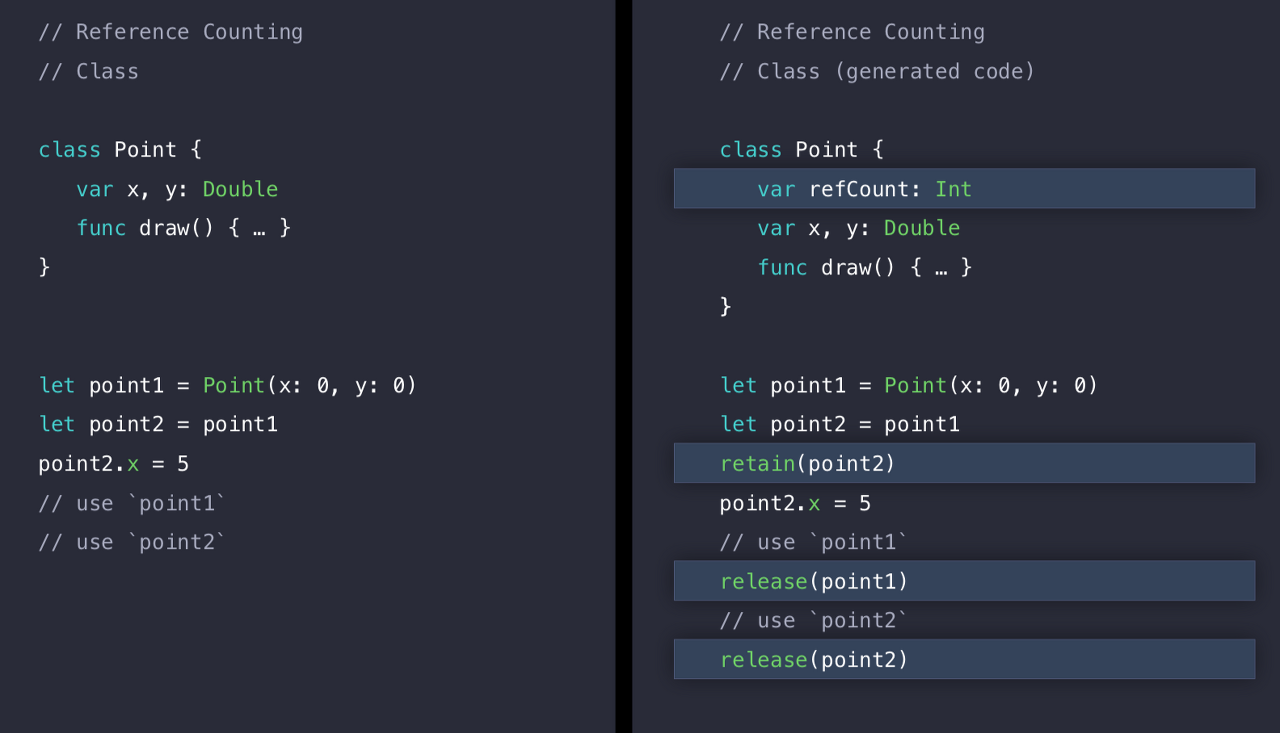 // Reference Counting
// Class
class Point {
var x, y: Double
func draw() { … }
}
let point1 = Point(x: 0, y: 0)
let point2 = point1
point2.x = 5
// use `point1`
// use `point2`
// Reference Counting
// Class (generated code)
class Point {
var refCount: Int
var x, y: Double
func draw() { … }
}
let point1 = Point(x: 0, y: 0)
let point2 = point1
retain(point2)
point2.x = 5
// use `point1`
release(point1)
// use `point2`
release(point2)